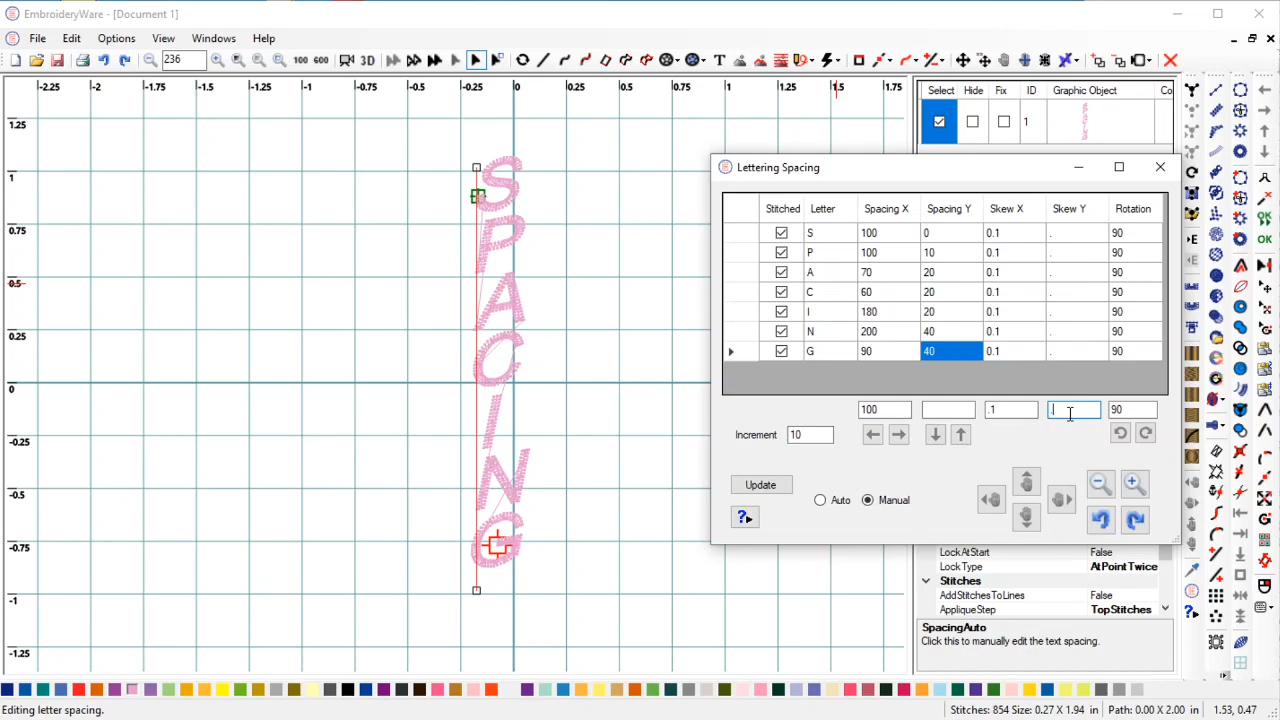 EmbroideryWare - [Document 1]
File Edit Options View Windows Help
236 100 600 3D
-2.25 -2 -1.75 -1.5 -1.25 -1 -0.75 -0.5 -0.25 0 0.25 0.5 0.75 1 1.25 1.5 1.75
1.25
1
0.75
0.5
0.25
0
-0.25
-0.5
-0.75
-1
-1.25
SPACING
Select Hide Fix ID Graphic Object Co
1
Lettering Spacing
Stitched Letter Spacing X Spacing Y Skew X Skew Y Rotation
S 100 0 0.1 . 90
P 100 10 0.1 . 90
A 70 20 0.1 . 90
C 60 20 0.1 . 90
I 180 20 0.1 . 90
N 200 40 0.1 . 90
G 90 40 0.1 . 90
100 .1 . 90
Increment 10
Update Auto Manual
LockAtStart False
LockType AtPointTwice
Stitches
AddStitchesToLines False
AppliqueStep TopStitches
SpacingAuto
Click this to manually edit the text spacing.
E
E
OK
OK
Editing letter spacing.
Stitches: 854 Size: 0.27 X 1.94 in Path: 0.00 X 2.00 in 1.53, 0.47